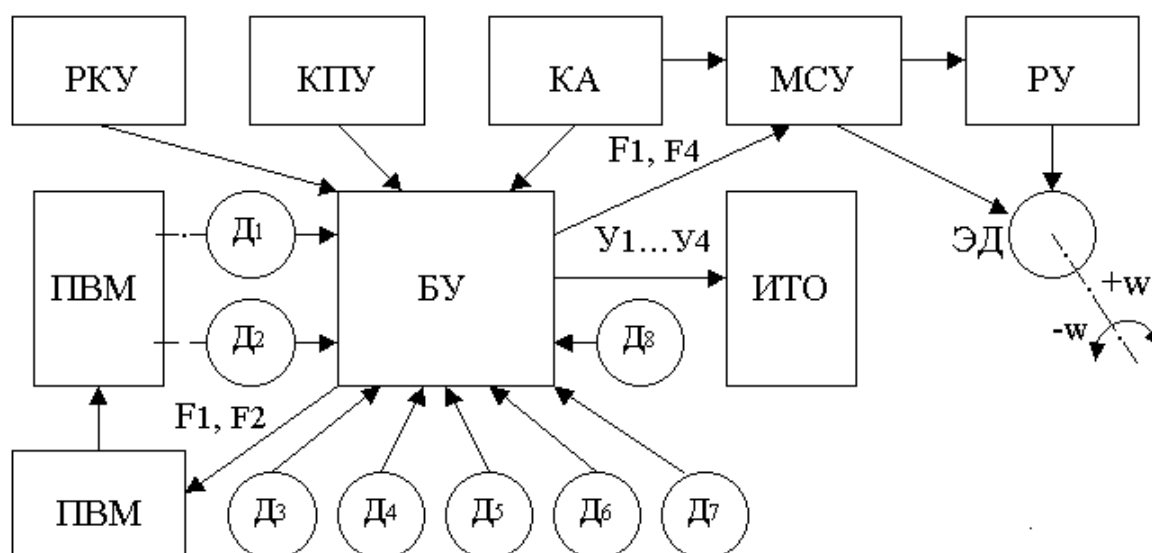 РКУ
КПУ
КА
МСУ
РУ
F1, F4
Д1
У1...У4
ЭД
ПВМ
БУ
ИТО
+w
-w
Д2
Д8
F1, F2
ПВМ
Д3
Д4
Д5
Д6
Д7